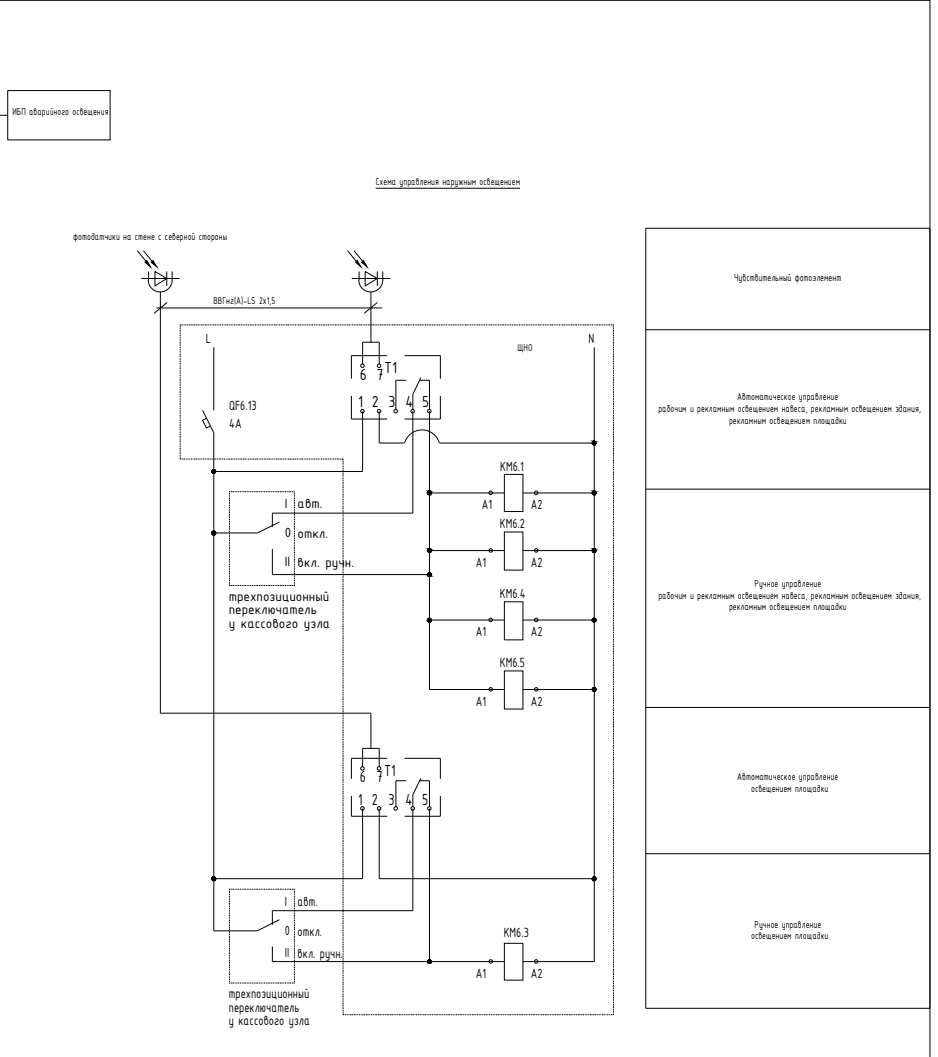 ИБП аварийного освещения
Схема управления наружным освещением
фотодатчики на стене с северной стороны
ВВГнг(А)-LS 2х1,5
Чувствительный фотоэлемент
L
ЩНО
N
6 7 Т1
1 2 3 4 5
QF6.13
4А
Автоматическое управление
рабочим и рекламным освещением навеса, рекламным освещением здания,
рекламным освещением площадки
КМ6.1
А1 А2
I авт.
0 откл.
II вкл. ручн.
КМ6.2
А1 А2
трехпозиционный
переключатель
у кассового узла
Ручное управление
рабочим и рекламным освещением навеса, рекламным освещением здания,
рекламным освещением площадки
КМ6.4
А1 А2
КМ6.5
А1 А2
6 7 Т1
1 2 3 4 5
Автоматическое управление
освещением площадки
I авт.
0 откл.
II вкл. ручн.
КМ6.3
А1 А2
Ручное управление
освещением площадки
трехпозиционный
переключатель
у кассового узла